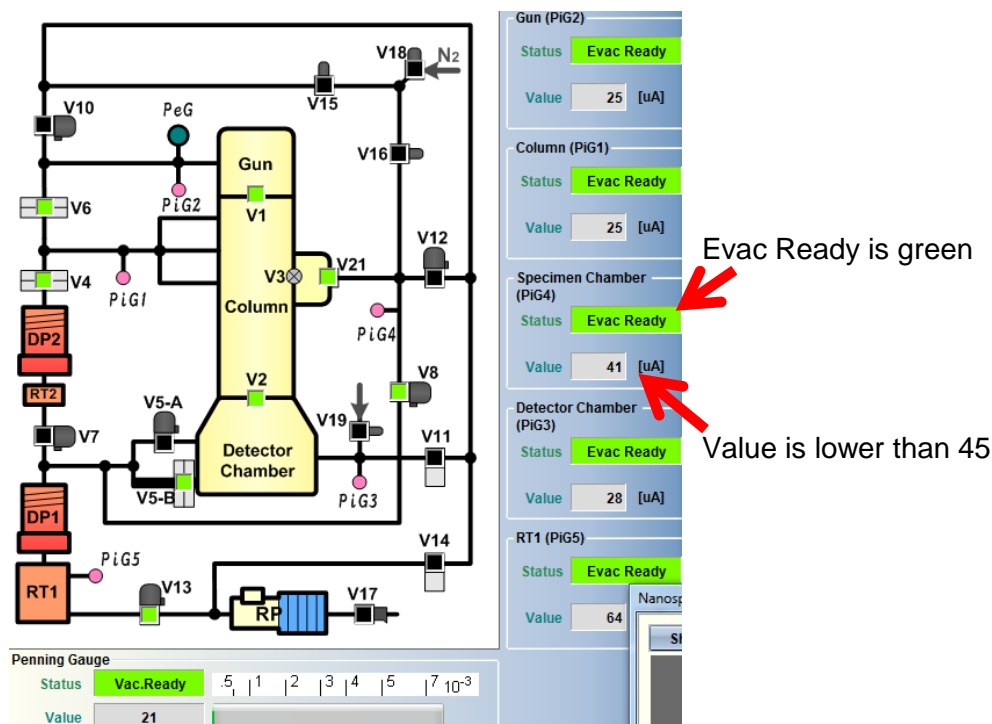 V18
N2
V15
V10
PeG
V16
Gun
PiG2
V6
V1
V12
V3
V21
V4
PiG1
Column
PiG4
DP2
V2
V8
RT2
V5-A
V19
V7
V11
Detector
Chamber
V5-B
PiG3
DP1
V14
PiG5
RT1
V13
RP
V17
Gun (PiG2)
Status Evac Ready
Value 25 [uA]
Column (PiG1)
Status Evac Ready
Value 25 [uA]
Specimen Chamber
(PiG4)
Status Evac Ready
Value 41 [uA]
Detector Chamber
(PiG3)
Status Evac Ready
Value 28 [uA]
RT1 (PiG5)
Status Evac Ready
Value 64
Evac Ready is green
Value is lower than 45
Penning Gauge
Status Vac.Ready .5 1 2 3 4 5 7 10-3
Value 21